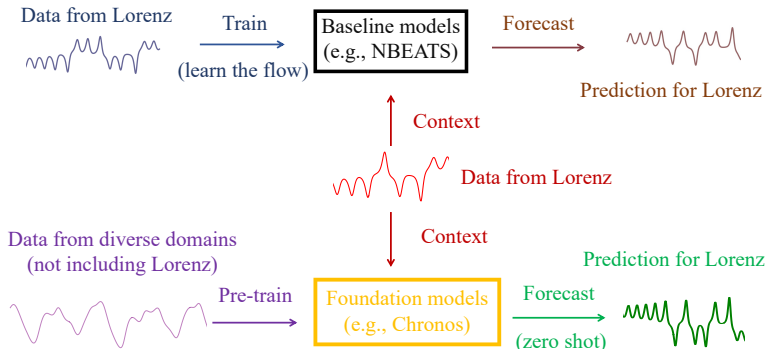 Data from Lorenz
Train
(learn the flow)
Baseline models
(e.g., NBEATS)
Forecast
Prediction for Lorenz
Context
Data from Lorenz
Context
Data from diverse domains
(not including Lorenz)
Pre-train
Foundation models
(e.g., Chronos)
Forecast
(zero shot)
Prediction for Lorenz